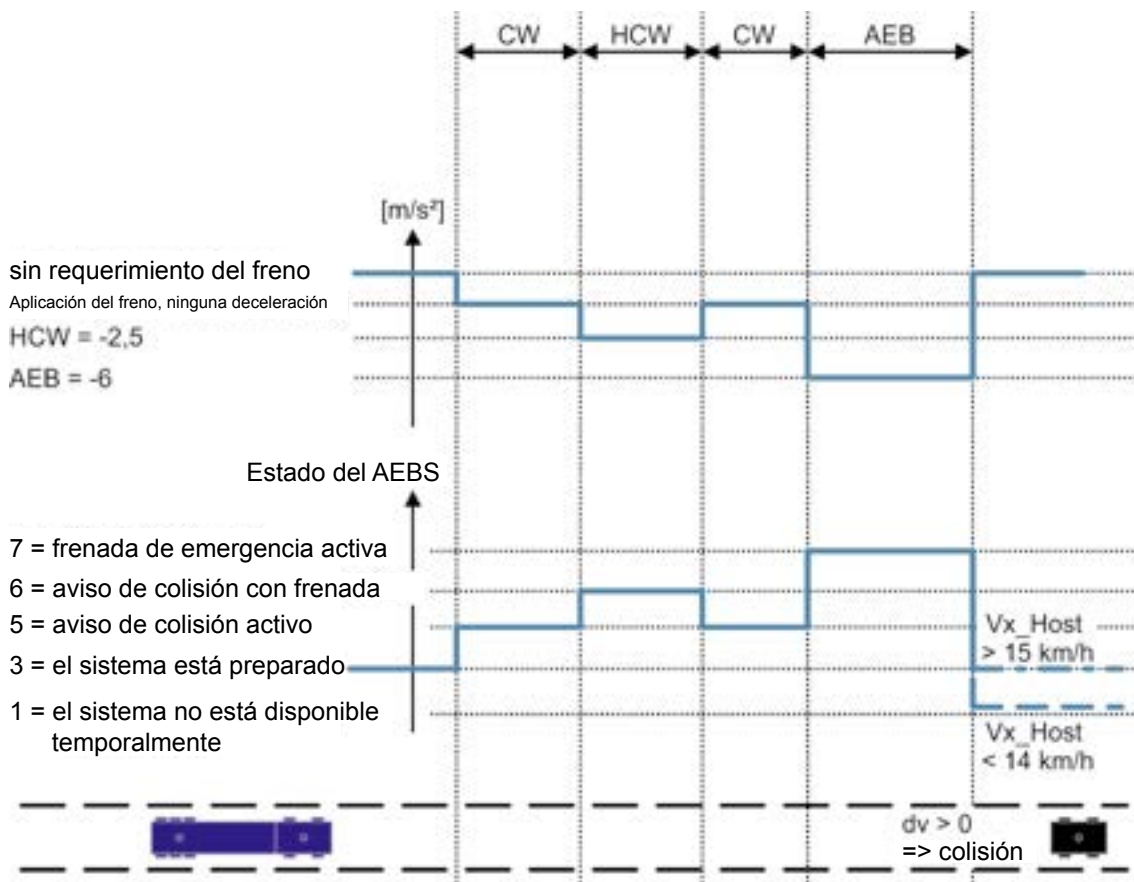 CW HCW CW AEB
[m/s²]
sin requerimiento del freno
Aplicación del freno, ninguna deceleración
HCW = -2,5
AEB = -6
Estado del AEBS
7 = frenada de emergencia activa
6 = aviso de colisión con frenada
5 = aviso de colisión activo
3 = el sistema está preparado
1 = el sistema no está disponible
temporalmente
Vx_Host
> 15 km/h
Vx_Host
< 14 km/h
dv > 0
=> colisión